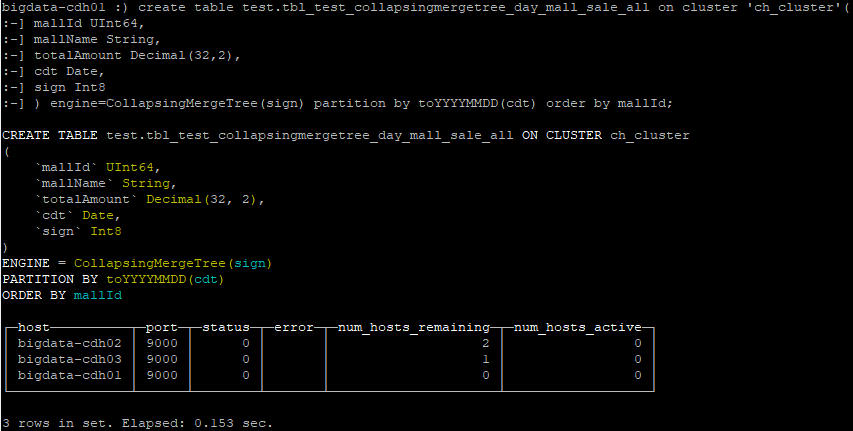 bigdata-cdh01 :) create table test.tbl_test_collapsingmergetree_day_mall_sale_all on cluster 'ch_cluster'(
:-] mallId UInt64,
:-] mallName String,
:-] totalAmount Decimal(32,2),
:-] cdt Date,
:-] sign Int8
:-] ) engine=CollapsingMergeTree(sign) partition by toYYYYMMDD(cdt) order by mallId;
CREATE TABLE test.tbl_test_collapsingmergetree_day_mall_sale_all ON CLUSTER ch_cluster
(
    `mallId` UInt64,
    `mallName` String,
    `totalAmount` Decimal(32, 2),
    `cdt` Date,
    `sign` Int8
)
ENGINE = CollapsingMergeTree(sign)
PARTITION BY toYYYYMMDD(cdt)
ORDER BY mallId
┌─host──────────┬─port─┬─status─┬─error─┬─num_hosts_remaining─┬─num_hosts_active─┐
│ bigdata-cdh02 │ 9000 │      0 │       │                   2 │                0 │
│ bigdata-cdh03 │ 9000 │      0 │       │                   1 │                0 │
│ bigdata-cdh01 │ 9000 │      0 │       │                   0 │                0 │
└───────────────┴──────┴────────┴───────┴─────────────────────┴──────────────────┘
3 rows in set. Elapsed: 0.153 sec.